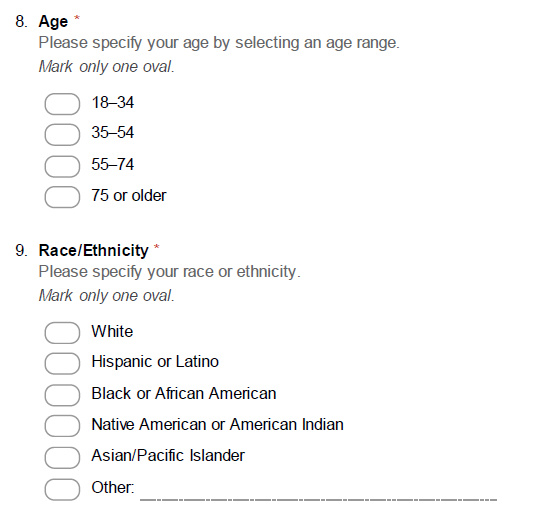 8. Age *
Please specify your age by selecting an age range.
Mark only one oval.
18–34
35–54
55–74
75 or older
9. Race/Ethnicity *
Please specify your race or ethnicity.
Mark only one oval.
White
Hispanic or Latino
Black or African American
Native American or American Indian
Asian/Pacific Islander
Other: